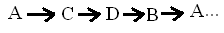 A → C → D → B → A...